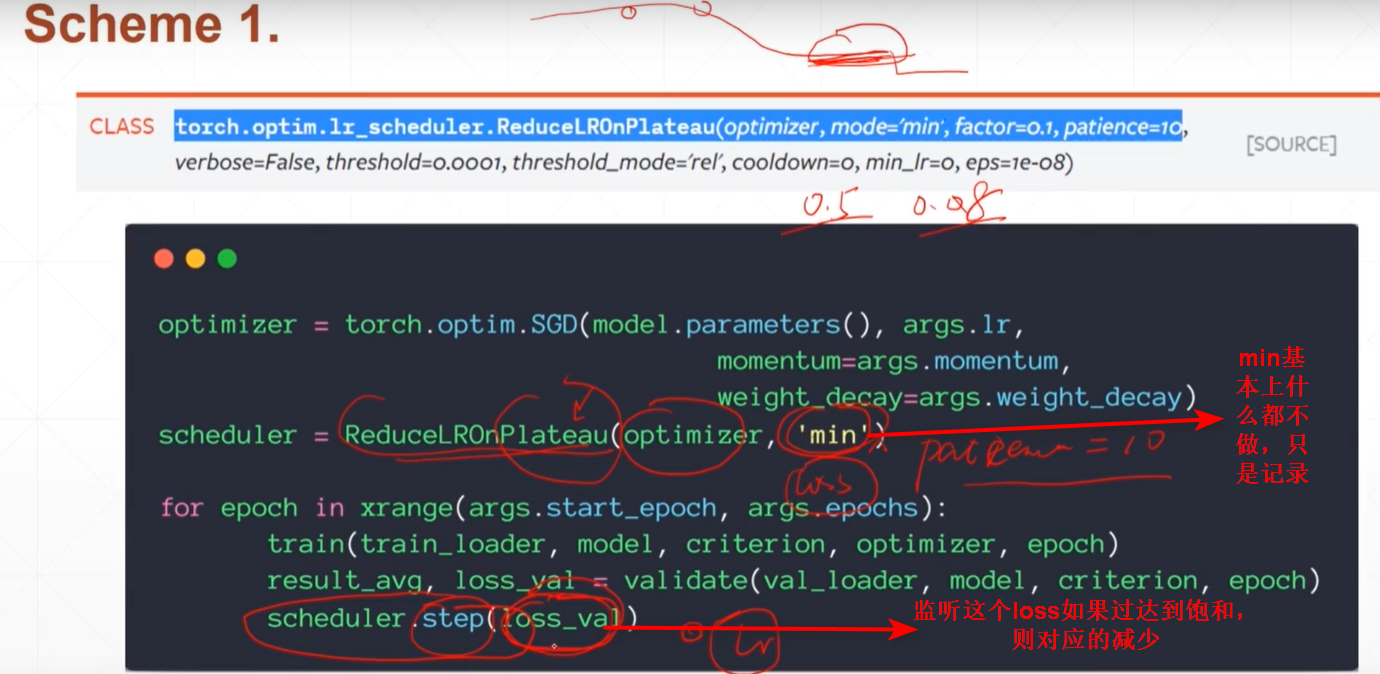 Scheme 1.
CLASS torch.optim.lr_scheduler.ReduceLROnPlateau(optimizer, mode='min', factor=0.1, patience=10,
[SOURCE]
verbose=False, threshold=0.0001, threshold_mode='rel', cooldown=0, min_lr=0, eps=1e-08)
0.5 0.08
optimizer = torch.optim.SGD(model.parameters(), args.lr,
momentum=args.momentum,
weight_decay=args.weight_decay)
scheduler = ReduceLROnPlateau(optimizer, 'min')
= 10
min基
本上什
么都不
做，只
是记录
loss
for epoch in xrange(args.start_epoch, args.epochs):
train(train_loader, model, criterion, optimizer, epoch)
result_avg, loss_val = validate(val_loader, model, criterion, epoch)
scheduler.step(loss_val)
lr
监听这个loss如果过达到饱和，
则对应的减少